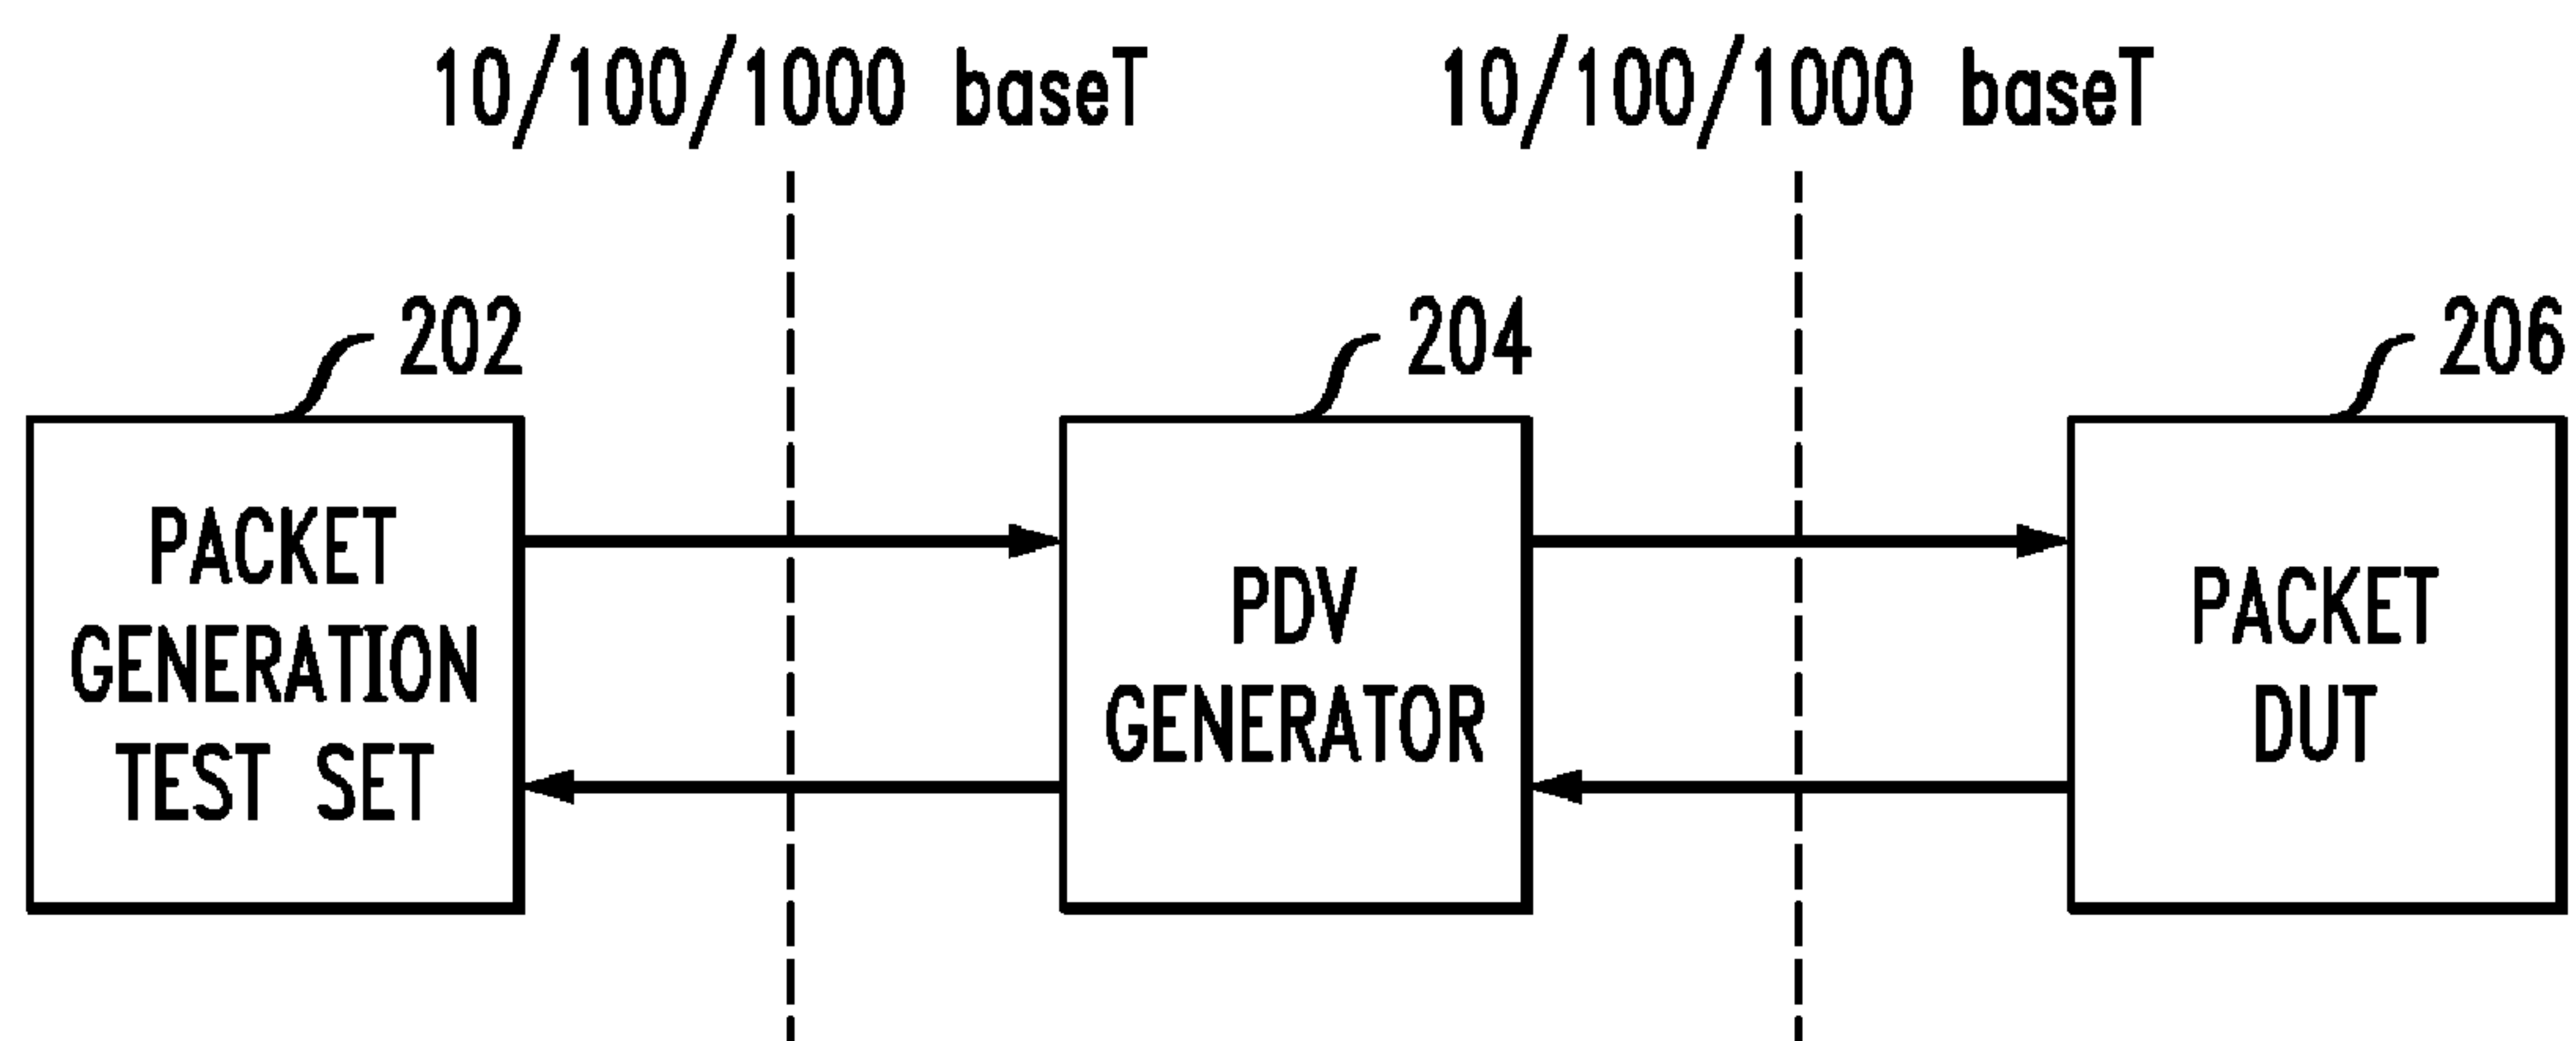 10/100/1000 baseT
10/100/1000 baseT
202
204
206
PACKET
GENERATION
TEST SET
PDV
GENERATOR
PACKET
DUT